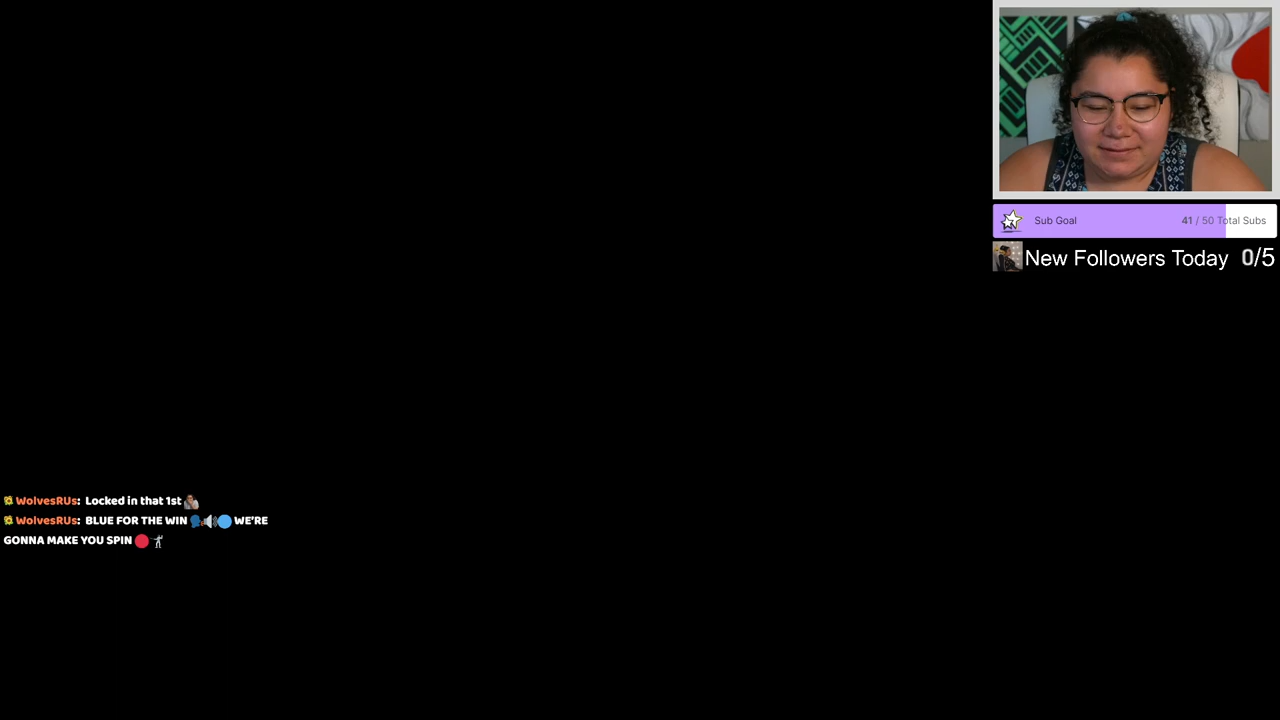 Sub Goal 41 / 50 Total Subs
New Followers Today 0/5
WolvesRUs: Locked in that 1st
WolvesRUs: BLUE FOR THE WIN 🗣️🔊🔵 WE'RE
GONNA MAKE YOU SPIN 🔴